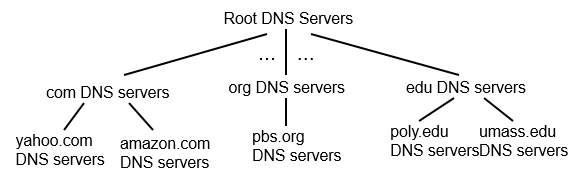 Root DNS Servers
... ...
com DNS servers
org DNS servers
edu DNS servers
yahoo.com
DNS servers
amazon.com
DNS servers
pbs.org
DNS servers
poly.edu
DNS servers
umass.edu
DNS servers